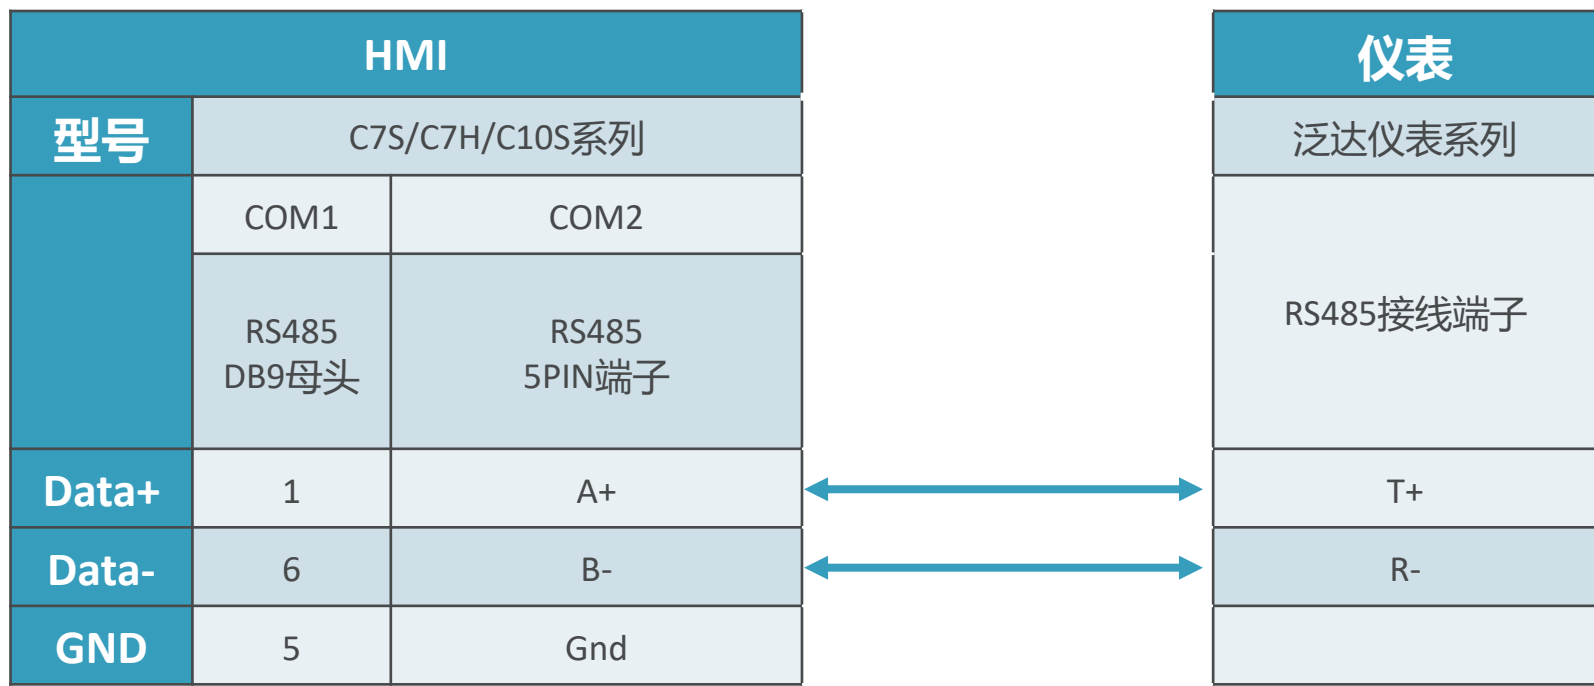 HMI
仪表
型号
C7S/C7H/C10S系列
泛达仪表系列
COM1
COM2
RS485
DB9母头
RS485
5PIN端子
RS485接线端子
Data+
1
A+
T+
Data-
6
B-
R-
GND
5
Gnd